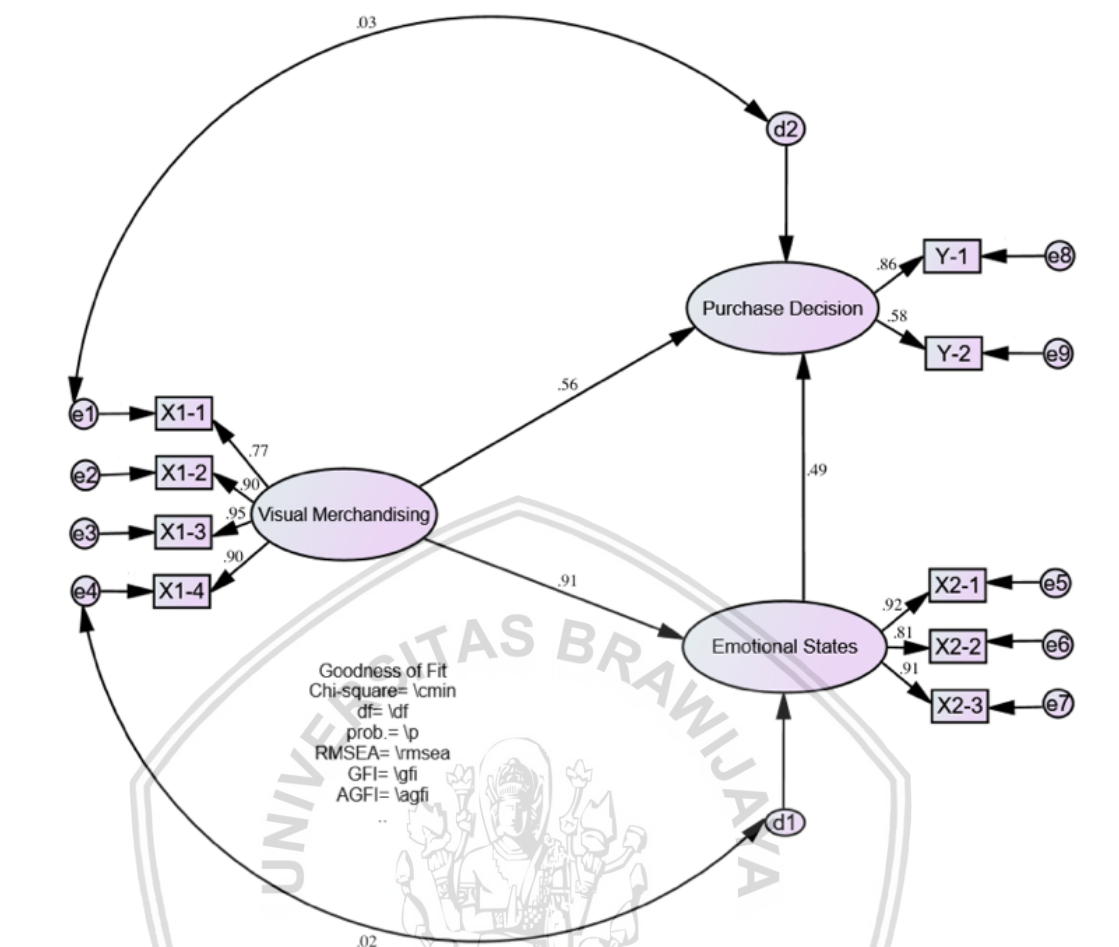 .03
d2
Y-1
e8
.86
Purchase Decision
.58
Y-2
e9
.56
e1
X1-1
.77
e2
X1-2
.90
Visual Merchandising
.95
e3
X1-3
.90
e4
X1-4
.49
.91
X2-1
e5
.92
Emotional States
.81
X2-2
e6
.91
X2-3
e7
Goodness of Fit
Chi-square= \cmin
df= \df
prob.= \p
RMSEA= \rmsea
GFI= \gfi
AGFI= \agfi
..
d1
.02
UNIVERSITAS BRAWIJAYA